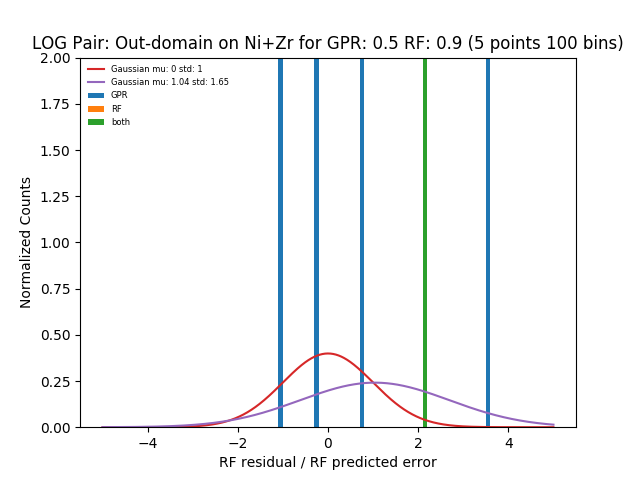 LOG Pair: Out-domain on Ni+Zr for GPR: 0.5 RF: 0.9 (5 points 100 bins)
2.00
1.75
1.50
1.25
1.00
0.75
0.50
0.25
0.00
Normalized Counts
Gaussian mu: 0 std: 1
Gaussian mu: 1.04 std: 1.65
GPR
RF
both
−4
−2
0
2
4
RF residual / RF predicted error